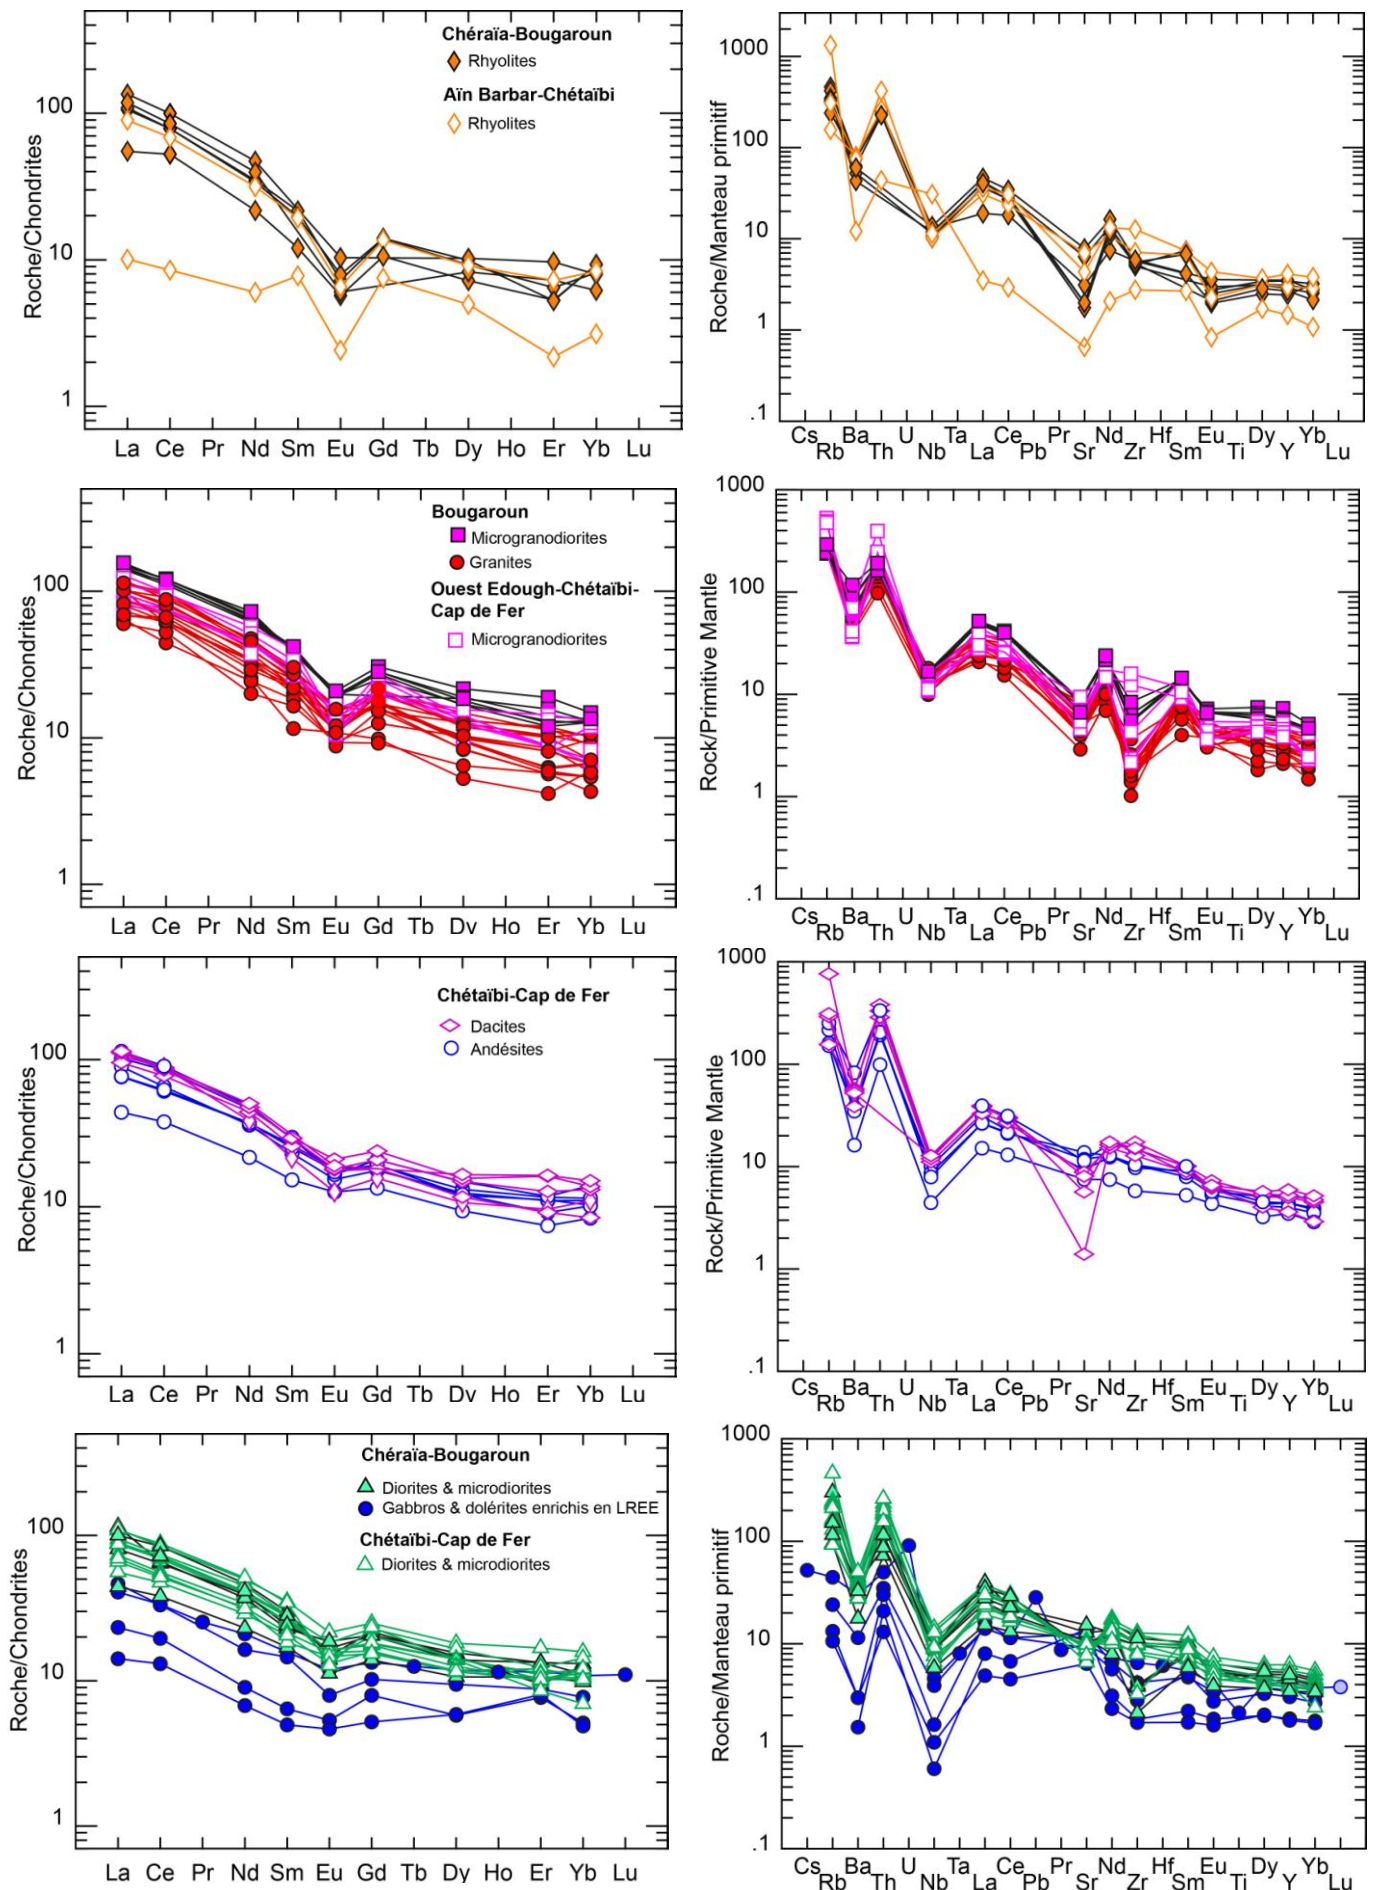 Chéraïa-Bougaroun
Rhyolites
Aïn Barbar-Chétaïbi
Rhyolites
Roche/Chondrites
100
10
1
La Ce Pr Nd Sm Eu Gd Tb Dy Ho Er Yb Lu
Roche/Manteau primitif
1000
100
10
1
.1
Cs Rb Ba Th U Nb Ta La Ce Pb Pr Sr Nd Zr Hf Sm Eu Ti Dy Y Yb Lu
Bougaroun
Microgranodiorites
Granites
Ouest Edough-Chétaïbi-
Cap de Fer
Microgranodiorites
Roche/Chondrites
100
10
1
La Ce Pr Nd Sm Eu Gd Tb Dy Ho Er Yb Lu
Rock/Primitive Mantle
1000
100
10
1
.1
Cs Rb Ba Th U Nb Ta La Ce Pb Pr Sr Nd Zr Hf Sm Eu Ti Dy Y Yb Lu
Chétaïbi-Cap de Fer
Dacites
Andésites
Roche/Chondrites
100
10
1
La Ce Pr Nd Sm Eu Gd Tb Dy Ho Er Yb Lu
Rock/Primitive Mantle
1000
100
10
1
.1
Cs Rb Ba Th U Nb Ta La Ce Pb Pr Sr Nd Zr Hf Sm Eu Ti Dy Y Yb Lu
Chéraïa-Bougaroun
Diorites & microdiorites
Gabbros & dolérites enrichis en LREE
Chétaïbi-Cap de Fer
Diorites & microdiorites
Roche/Chondrites
100
10
1
La Ce Pr Nd Sm Eu Gd Tb Dy Ho Er Yb Lu
Roche/Manteau primitif
1000
100
10
1
.1
Cs Rb Ba Th U Nb Ta La Ce Pb Pr Sr Nd Zr Hf Sm Eu Ti Dy Y Yb Lu